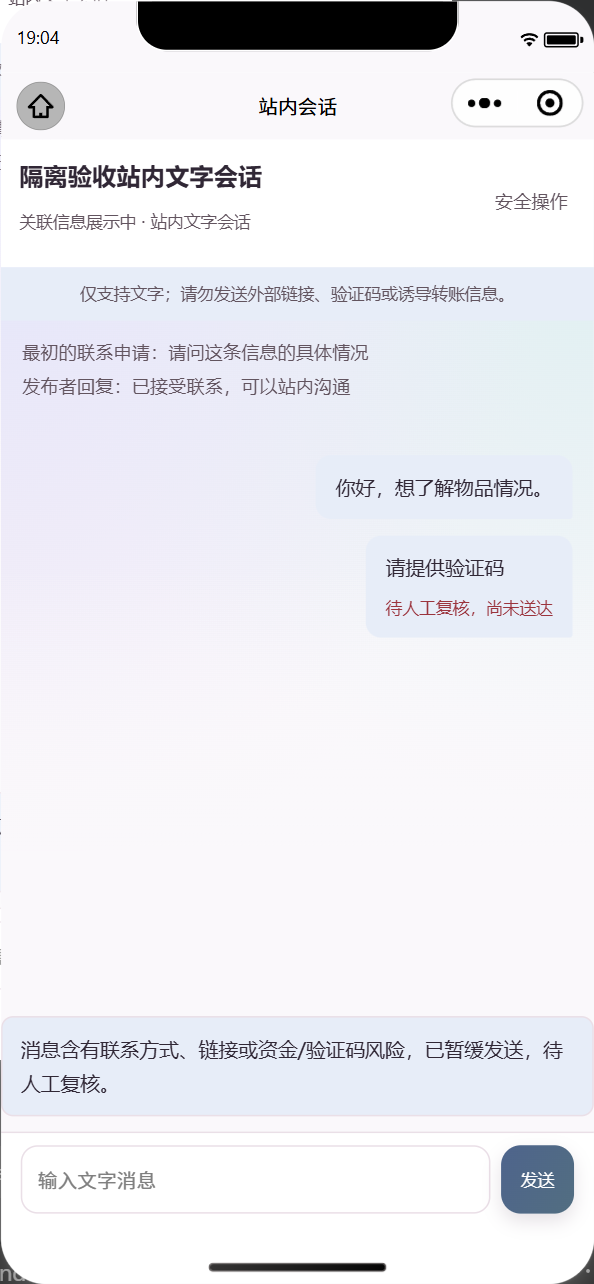 19:04
站内会话
隔离验收站内文字会话
关联信息展示中 · 站内文字会话
安全操作
仅支持文字；请勿发送外部链接、验证码或诱导转账信息。
最初的联系申请：请问这条信息的具体情况
发布者回复：已接受联系，可以站内沟通
你好，想了解物品情况。
请提供验证码
待人工复核，尚未送达
消息含有联系方式、链接或资金/验证码风险，已暂缓发送，待
人工复核。
输入文字消息
发送